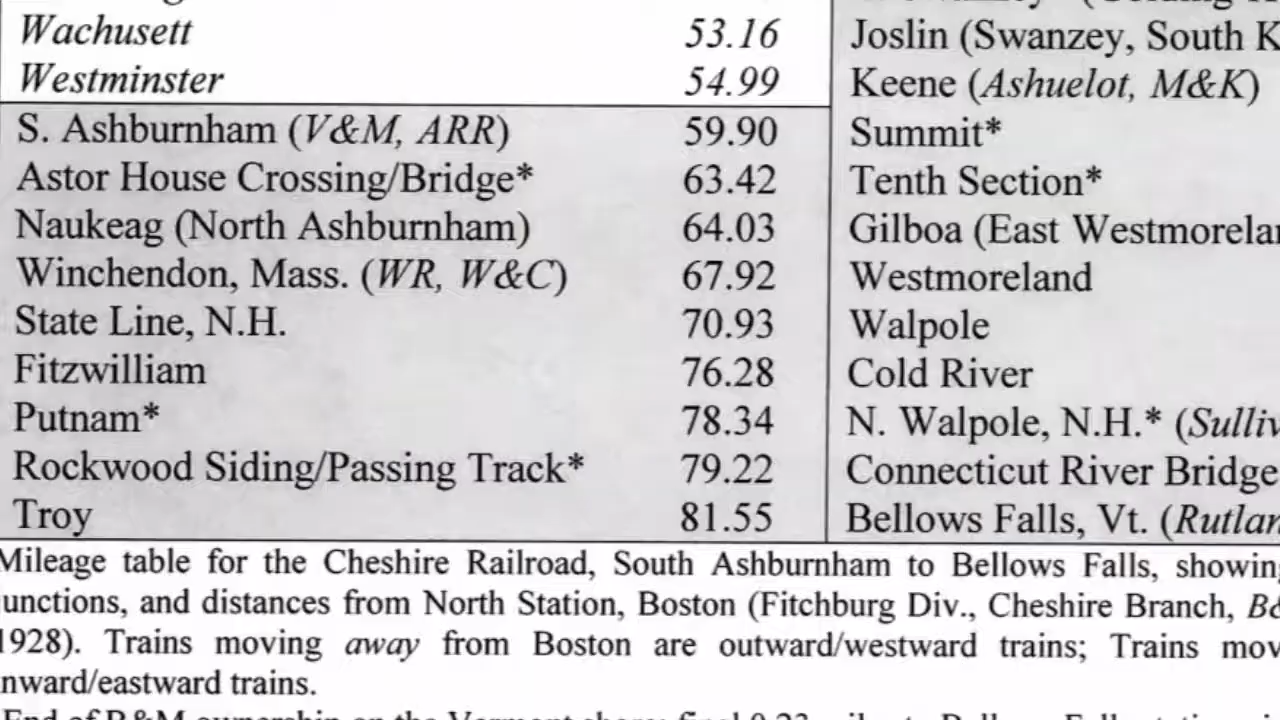 Wachusett 53.16
Westminster 54.99
S. Ashburnham (V&M, ARR) 59.90
Astor House Crossing/Bridge* 63.42
Naukeag (North Ashburnham) 64.03
Winchendon, Mass. (WR, W&C) 67.92
State Line, N.H. 70.93
Fitzwilliam 76.28
Putnam* 78.34
Rockwood Siding/Passing Track* 79.22
Troy 81.55
Joslin (Swanzey, South K
Keene (Ashuelot, M&K)
Summit*
Tenth Section*
Gilboa (East Westmorelan
Westmoreland
Walpole
Cold River
N. Walpole, N.H.* (Sulliv
Connecticut River Bridge
Bellows Falls, Vt. (Rutlan
Mileage table for the Cheshire Railroad, South Ashburnham to Bellows Falls, showing
unctions, and distances from North Station, Boston (Fitchburg Div., Cheshire Branch, B&
1928). Trains moving away from Boston are outward/westward trains; Trains mov
nward/eastward trains.